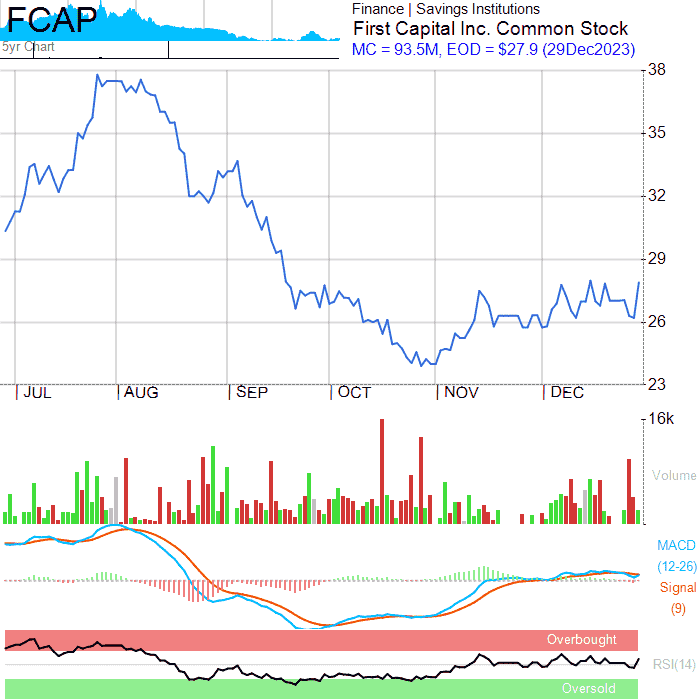 FCAP
5yr Chart
Finance | Savings Institutions
First Capital Inc. Common Stock
MC = 93.5M, EOD = $27.9 (29Dec2023)
38
35
32
29
26
23
JUL AUG SEP OCT NOV DEC
16k
Volume
MACD
(12-26)
Signal
(9)
Overbought
RSI(14)
Oversold